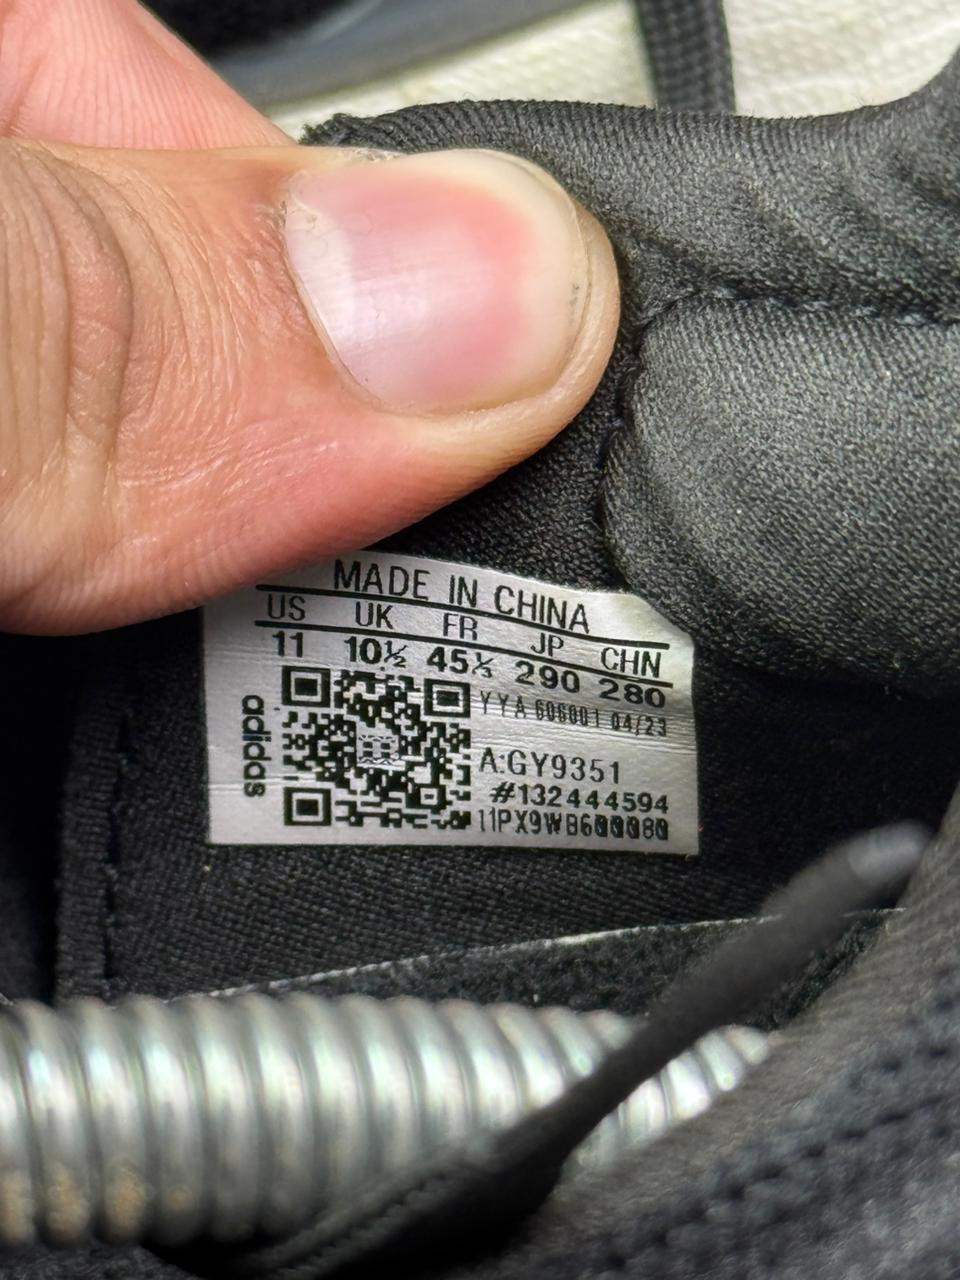 MADE IN CHINA
US UK FR JP CHN
11 10½ 45⅓ 290 280
YYA 606001 04/23
adidas
A:GY9351
#132444594
11PX9WB600080